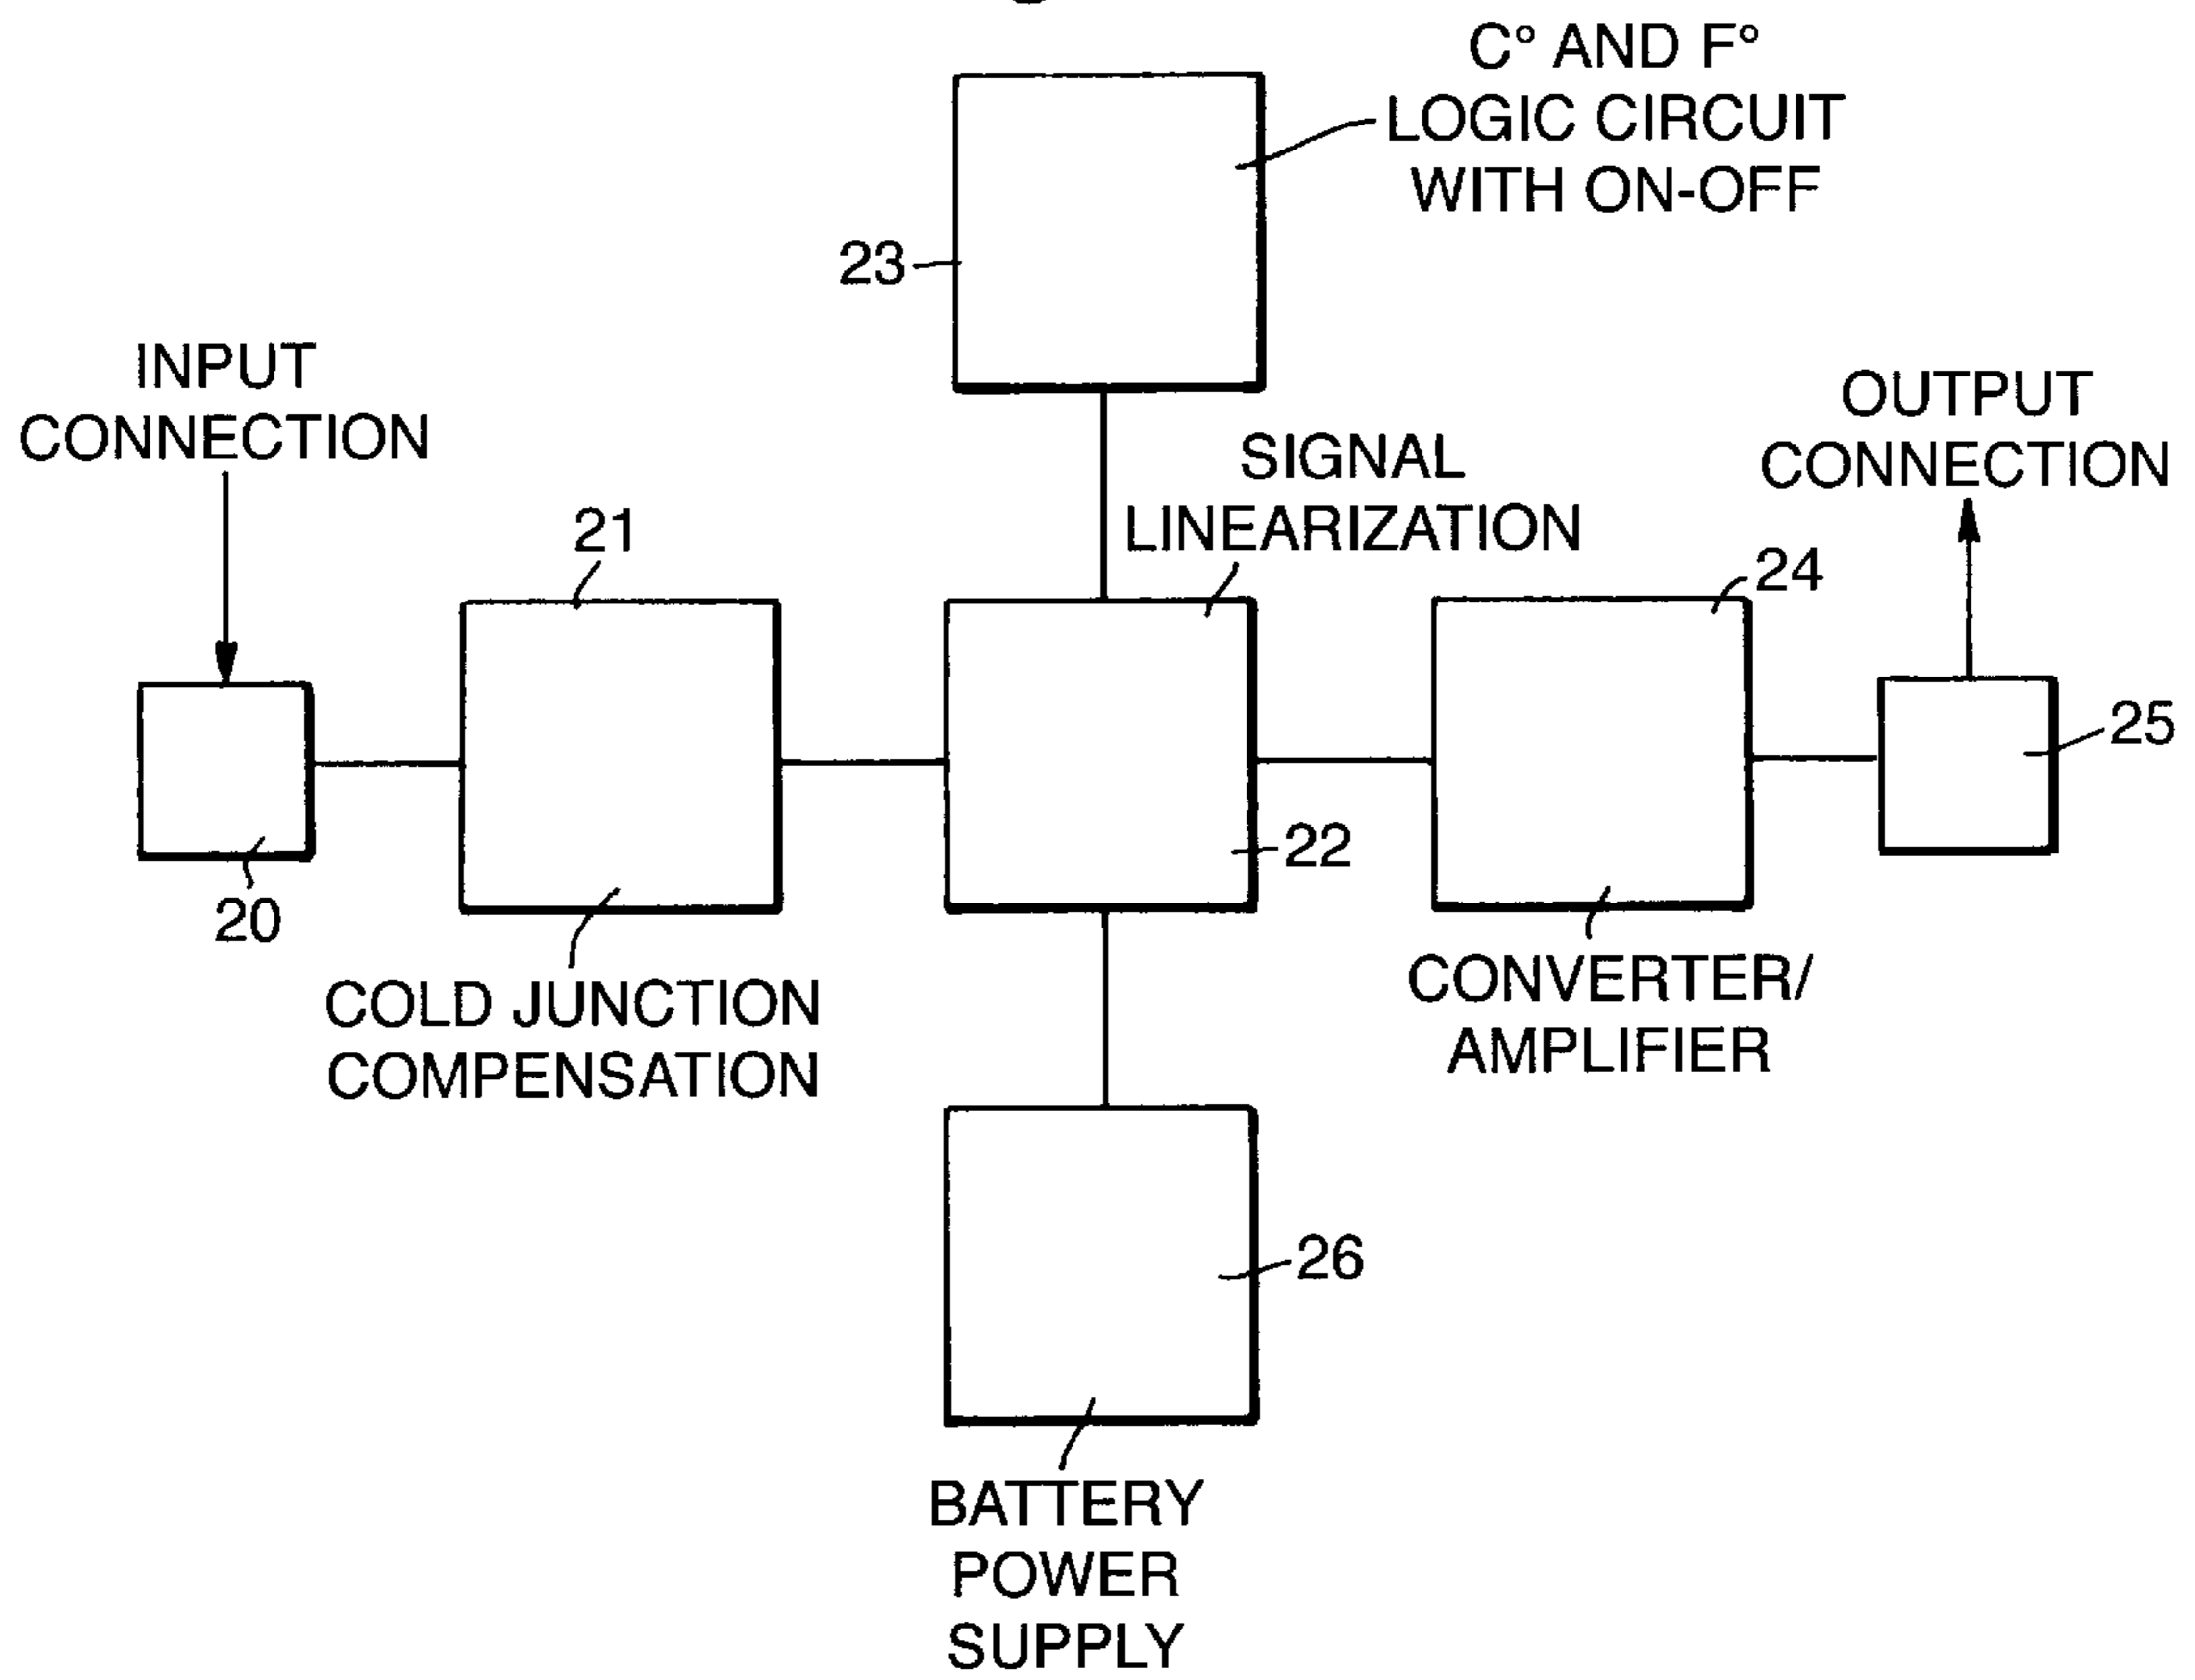 C° AND F°
LOGIC CIRCUIT
WITH ON-OFF
23
INPUT
CONNECTION
OUTPUT
CONNECTION
SIGNAL
LINEARIZATION
21
24
25
22
20
COLD JUNCTION
COMPENSATION
CONVERTER/
AMPLIFIER
26
BATTERY
POWER
SUPPLY